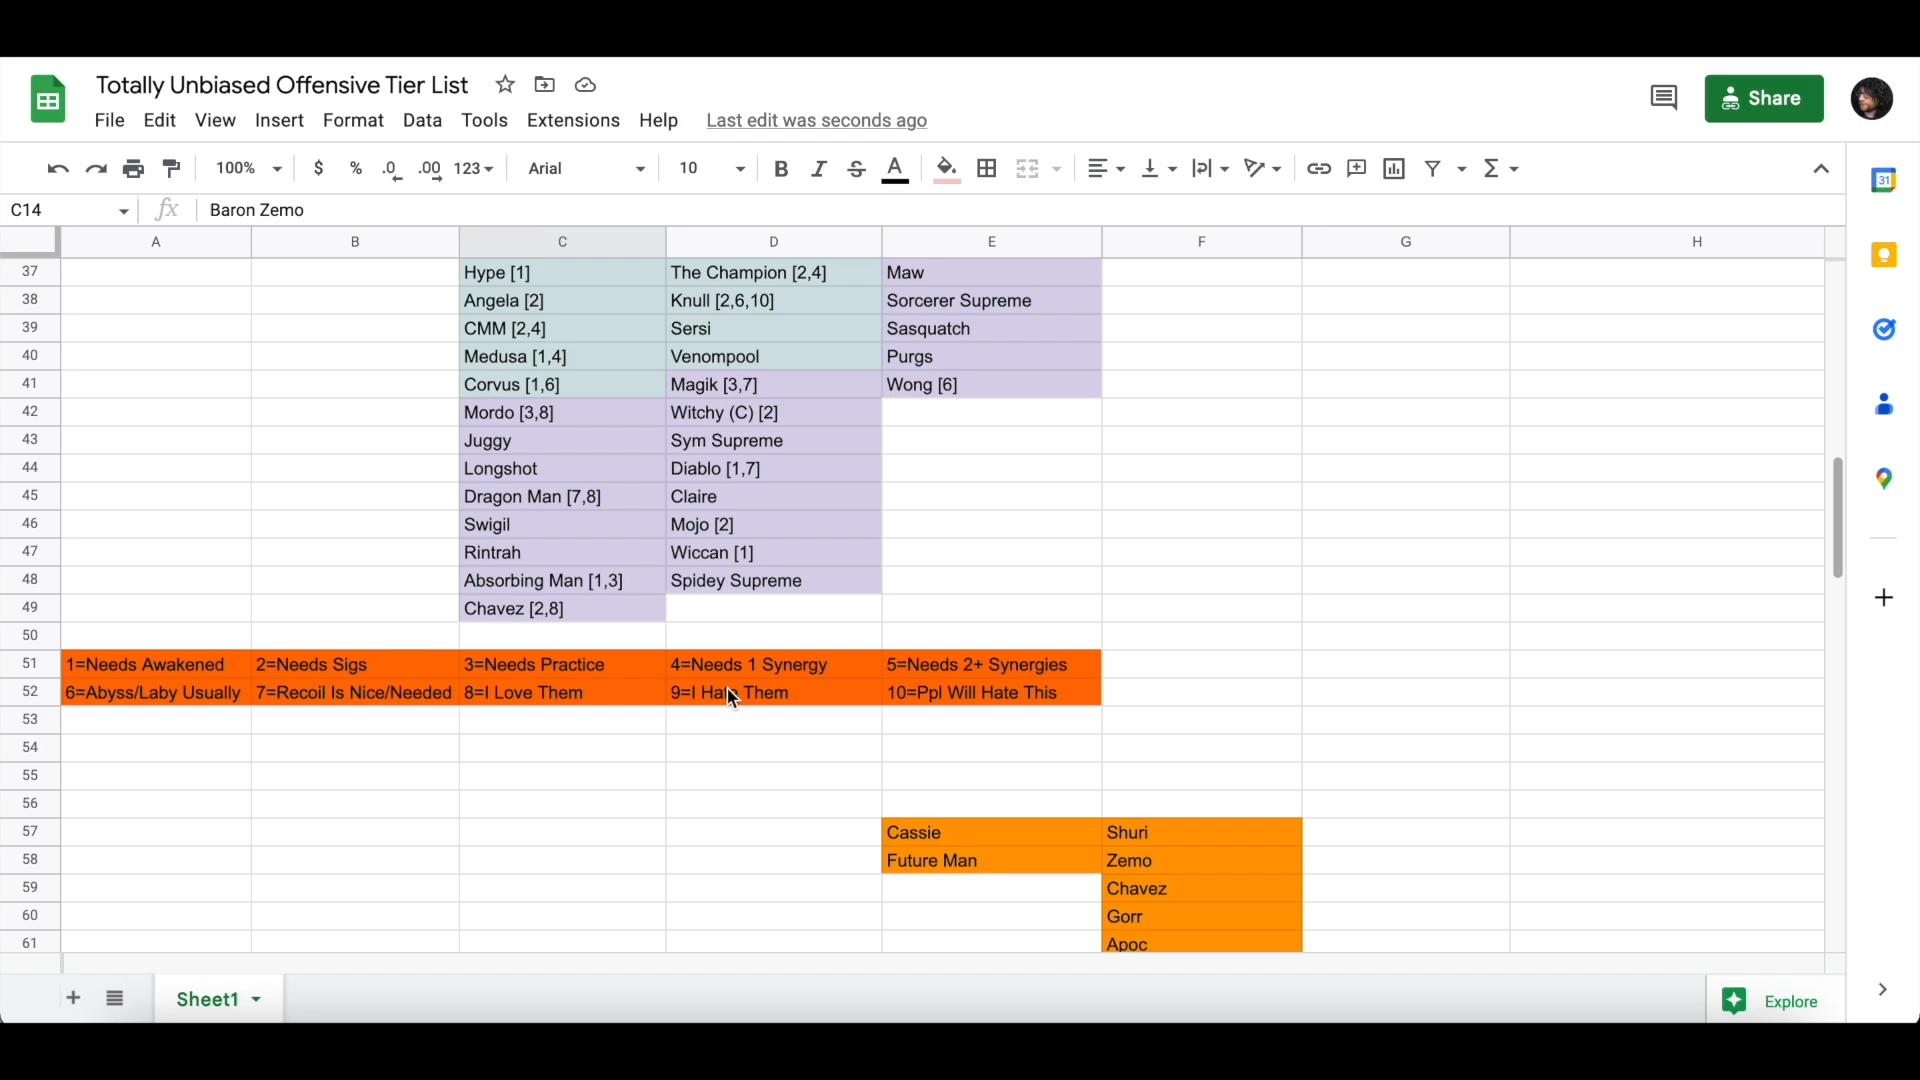 Totally Unbiased Offensive Tier List
File Edit View Insert Format Data Tools Extensions Help Last edit was seconds ago
Share
100% $ % .0 .00 123 Arial 10 B I S A
C14 fx Baron Zemo
31
A B C D E F G H
37 Hype [1] The Champion [2,4] Maw
38 Angela [2] Knull [2,6,10] Sorcerer Supreme
39 CMM [2,4] Sersi Sasquatch
40 Medusa [1,4] Venompool Purgs
41 Corvus [1,6] Magik [3,7] Wong [6]
42 Mordo [3,8] Witchy (C) [2]
43 Juggy Sym Supreme
44 Longshot Diablo [1,7]
45 Dragon Man [7,8] Claire
46 Swigil Mojo [2]
47 Rintrah Wiccan [1]
48 Absorbing Man [1,3] Spidey Supreme
49 Chavez [2,8]
50
51 1=Needs Awakened 2=Needs Sigs 3=Needs Practice 4=Needs 1 Synergy 5=Needs 2+ Synergies
52 6=Abyss/Laby Usually 7=Recoil Is Nice/Needed 8=I Love Them 9=I Hate Them 10=Ppl Will Hate This
53
54
55
56
57 Cassie Shuri
58 Future Man Zemo
59 Chavez
60 Gorr
61 Apoc
Sheet1
Explore